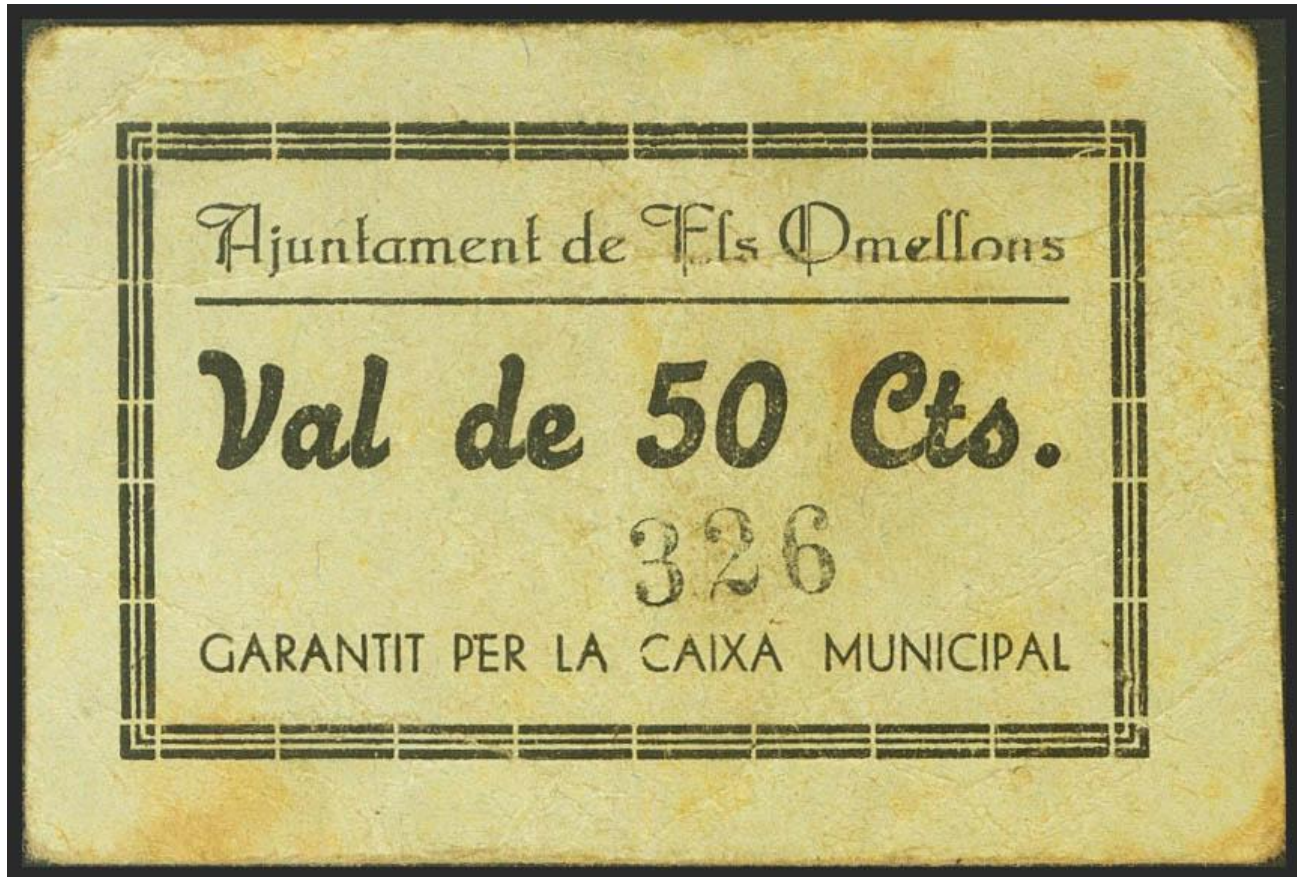 Ajuntament de Els Omellons
Val de 50 Cts.
326
GARANTIT PER LA CAIXA MUNICIPAL